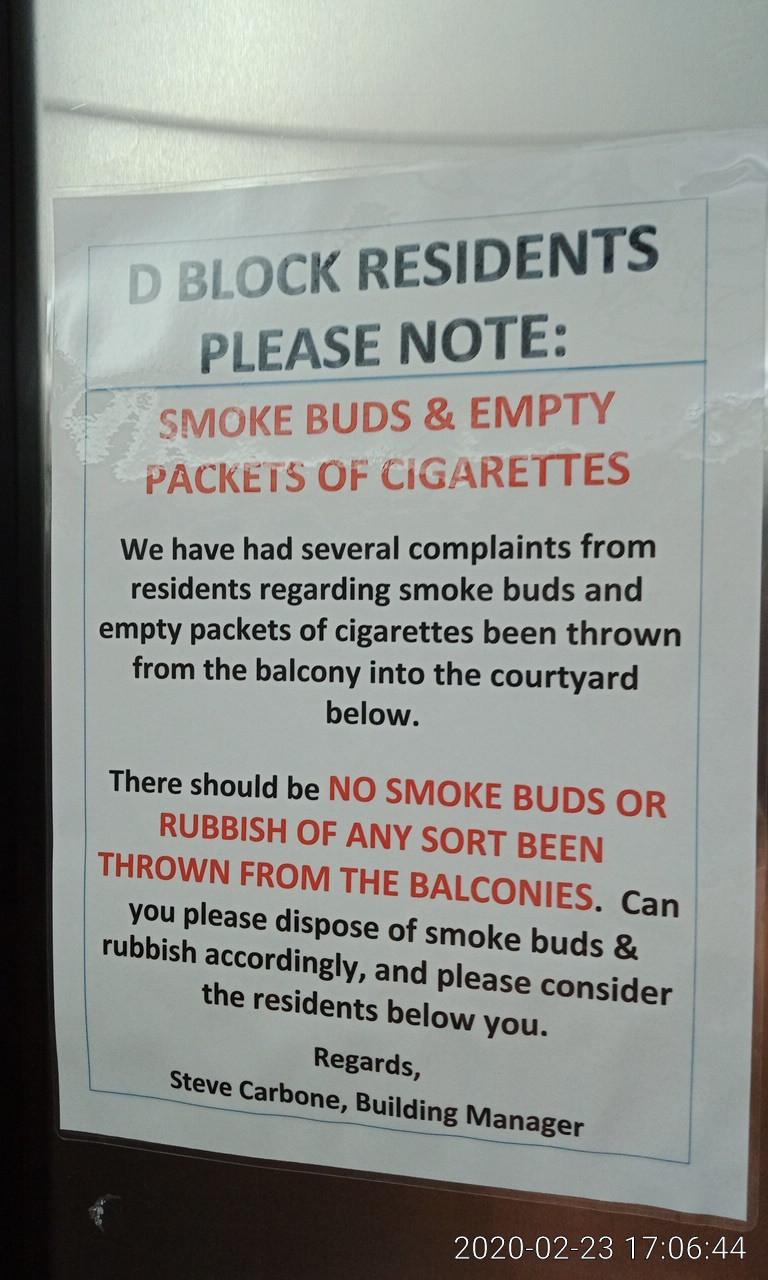 D BLOCK RESIDENTS
PLEASE NOTE:
SMOKE BUDS & EMPTY
PACKETS OF CIGARETTES
We have had several complaints from
residents regarding smoke buds and
empty packets of cigarettes been thrown
from the balcony into the courtyard
below.
There should be NO SMOKE BUDS OR
RUBBISH OF ANY SORT BEEN
THROWN FROM THE BALCONIES. Can
you please dispose of smoke buds &
rubbish accordingly, and please consider
the residents below you.
Regards,
Steve Carbone, Building Manager
2020-02-23 17:06:44